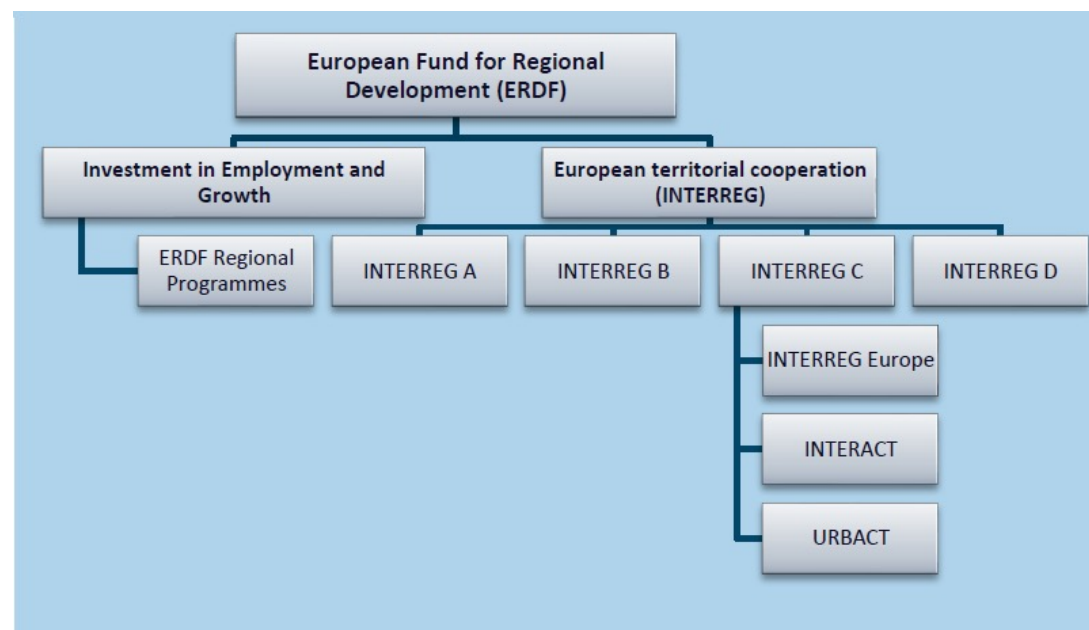 European Fund for Regional
Development (ERDF)
Investment in Employment and
Growth
European territorial cooperation
(INTERREG)
ERDF Regional
Programmes
INTERREG A
INTERREG B
INTERREG C
INTERREG D
INTERREG Europe
INTERACT
URBACT